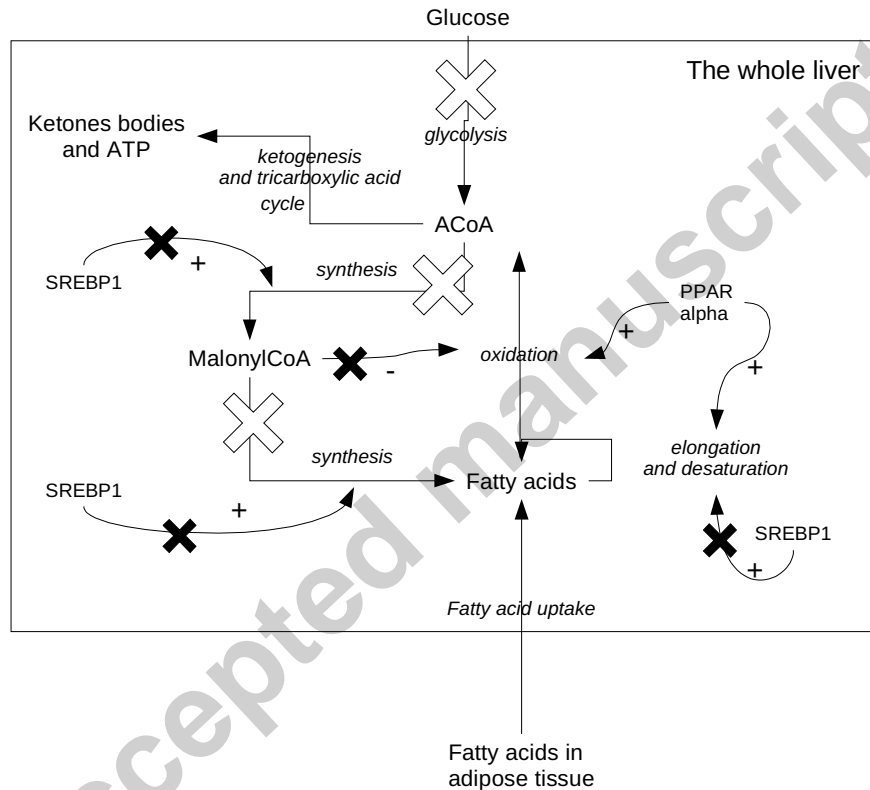 Glucose
The whole liver
glycolysis
Ketones bodies
and ATP
ketogenesis
and tricarboxylic acid
cycle
ACoA
SREBP1
+
synthesis
PPAR
alpha
+
MalonylCoA
-
oxidation
+
synthesis
elongation
and desaturation
Fatty acids
SREBP1
+
SREBP1
+
Fatty acid uptake
Fatty acids in
adipose tissue
cepted manuscript